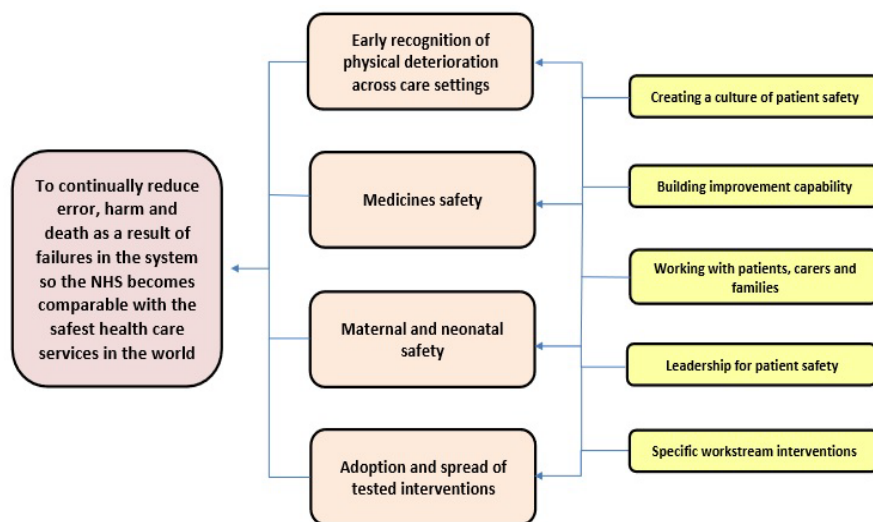 To continually reduce
error, harm and
death as a result of
failures in the system
so the NHS becomes
comparable with the
safest health care
services in the world
Early recognition of
physical deterioration
across care settings
Medicines safety
Maternal and neonatal
safety
Adoption and spread of
tested interventions
Creating a culture of patient safety
Building improvement capability
Working with patients, carers and
families
Leadership for patient safety
Specific workstream interventions